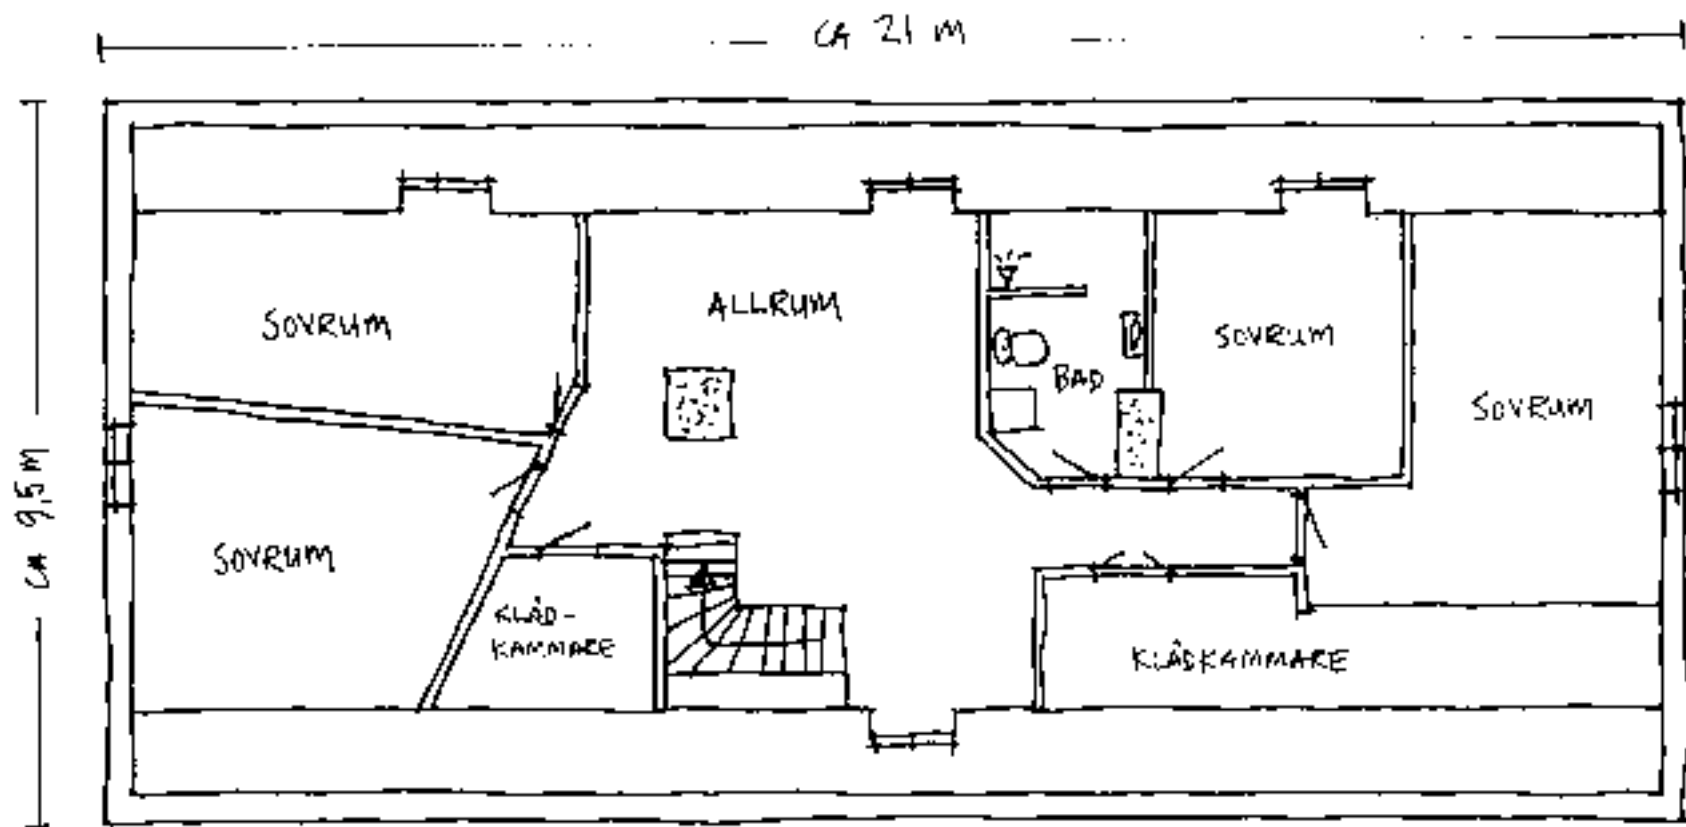 CA 21 M
CA 9,5 M
SOVRUM
ALLRUM
SOVRUM
BAD
SOVRUM
SOVRUM
KLÄD-
KAMMARE
KLÄDKAMMARE